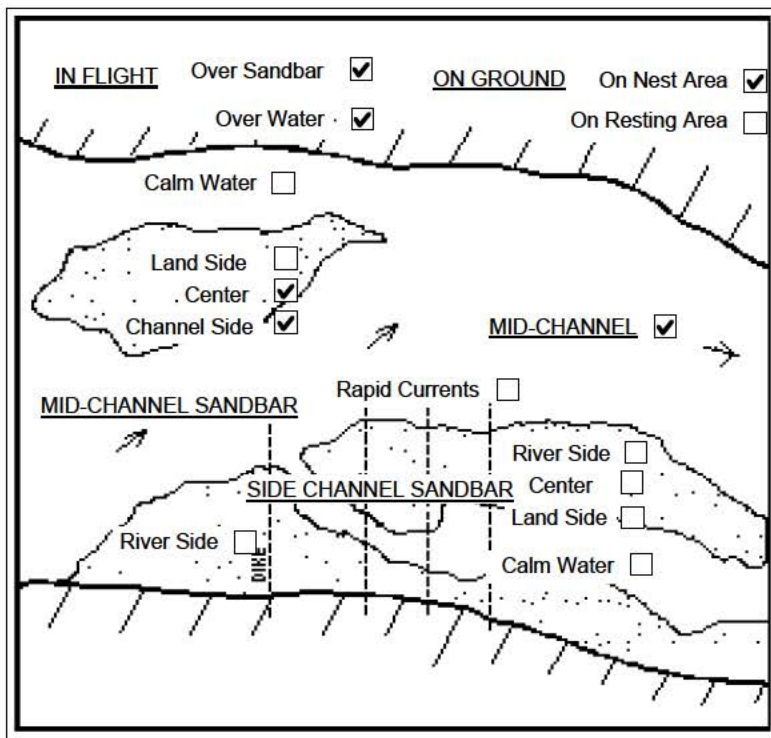 IN FLIGHT Over Sandbar ON GROUND On Nest Area
Over Water On Resting Area
Calm Water
Land Side
Center
Channel Side
MID-CHANNEL
Rapid Currents
MID-CHANNEL SANDBAR
River Side
SIDE CHANNEL SANDBAR Center
Land Side
River Side
DIKE
Calm Water